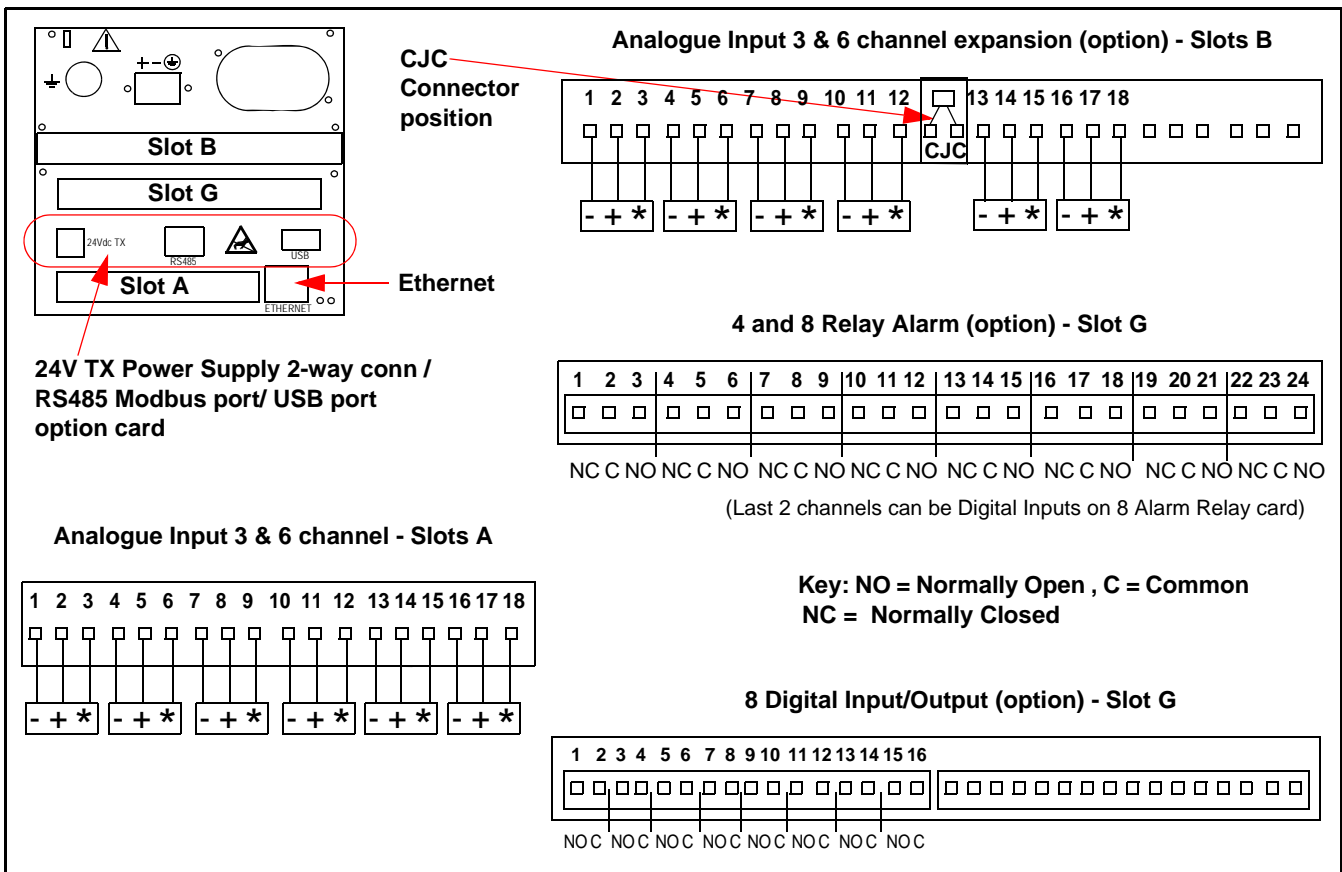 + -
Slot B
Slot G
24Vdc TX
RS485
USB
Slot A
ETHERNET
CJC
Connector
position
Ethernet
24V TX Power Supply 2-way conn /
RS485 Modbus port/ USB port
option card
Analogue Input 3 & 6 channel expansion (option) - Slots B
1 2 3 4 5 6 7 8 9 10 11 12 13 14 15 16 17 18
CJC
- + * - + * - + * - + * - + * - + *
4 and 8 Relay Alarm (option) - Slot G
1 2 3 4 5 6 7 8 9 10 11 12 13 14 15 16 17 18 19 20 21 22 23 24
NC C NO NC C NO NC C NO NC C NO NC C NO NC C NO NC C NO NC C NO
(Last 2 channels can be Digital Inputs on 8 Alarm Relay card)
Analogue Input 3 & 6 channel - Slots A
1 2 3 4 5 6 7 8 9 10 11 12 13 14 15 16 17 18
- + * - + * - + * - + * - + * - + *
Key: NO = Normally Open , C = Common
NC = Normally Closed
8 Digital Input/Output (option) - Slot G
1 2 3 4 5 6 7 8 9 10 11 12 13 14 15 16
NO C NO C NO C NO C NO C NO C NO C NO C